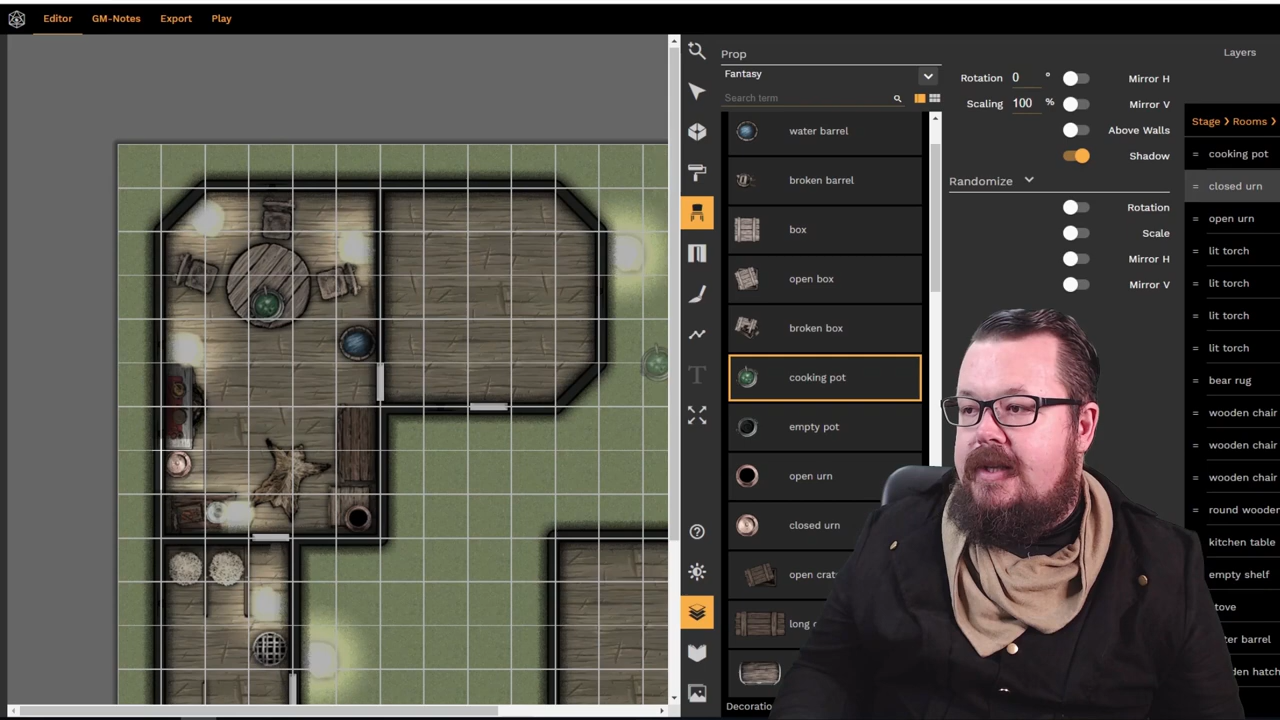 Editor
GM-Notes
Export
Play
Prop
Fantasy
Search term
water barrel
broken barrel
box
open box
broken box
cooking pot
empty pot
open urn
closed urn
open crat
long
Decoratio
Rotation 0 °
Mirror H
Scaling 100 %
Mirror V
Above Walls
Shadow
Randomize
Rotation
Scale
Mirror H
Mirror V
Layers
Stage > Rooms >
= cooking pot
= closed urn
= open urn
= lit torch
= lit torch
= lit torch
= lit torch
= bear rug
= wooden chair
= wooden chair
= wooden chair
= round wooden
= kitchen table
= empty shelf
tove
er barrel
den hatch
T